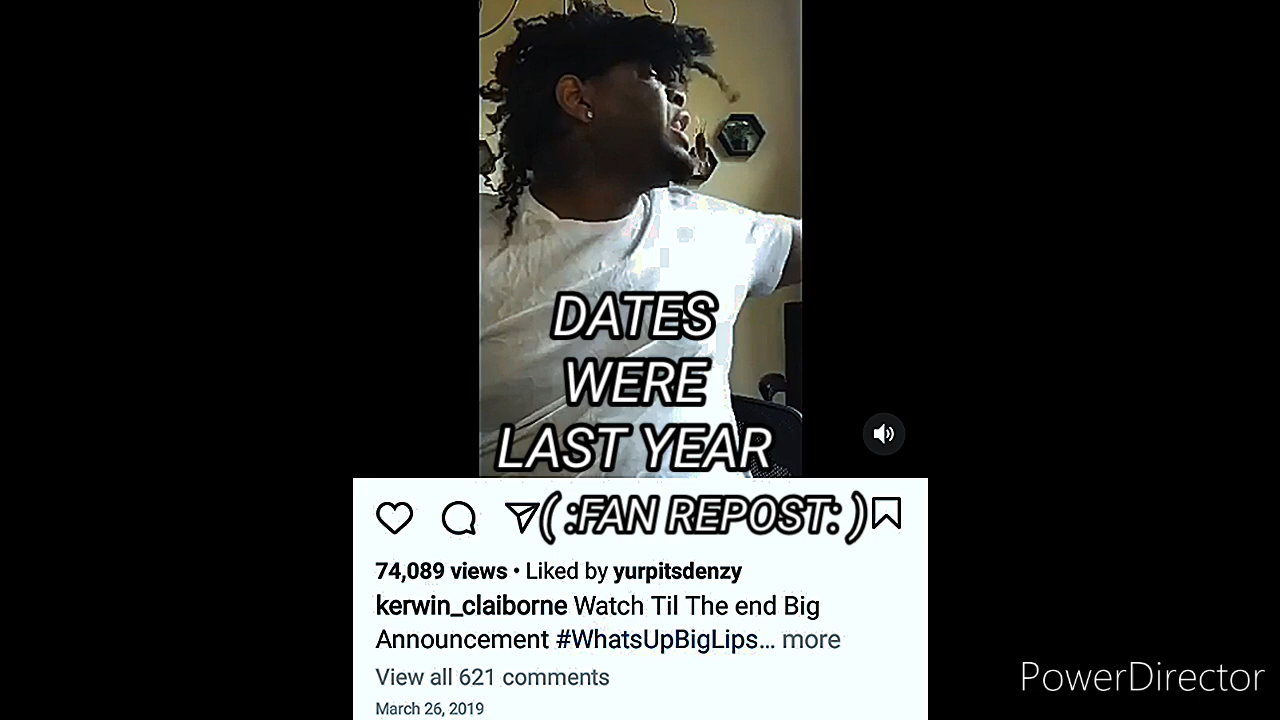 DATES
WERE
LAST YEAR
( :FAN REPOST: )
74,089 views • Liked by yurpitsdenzy
kerwin_claiborne Watch Til The end Big
Announcement #WhatsUpBigLips... more
View all 621 comments
March 26, 2019
PowerDirector